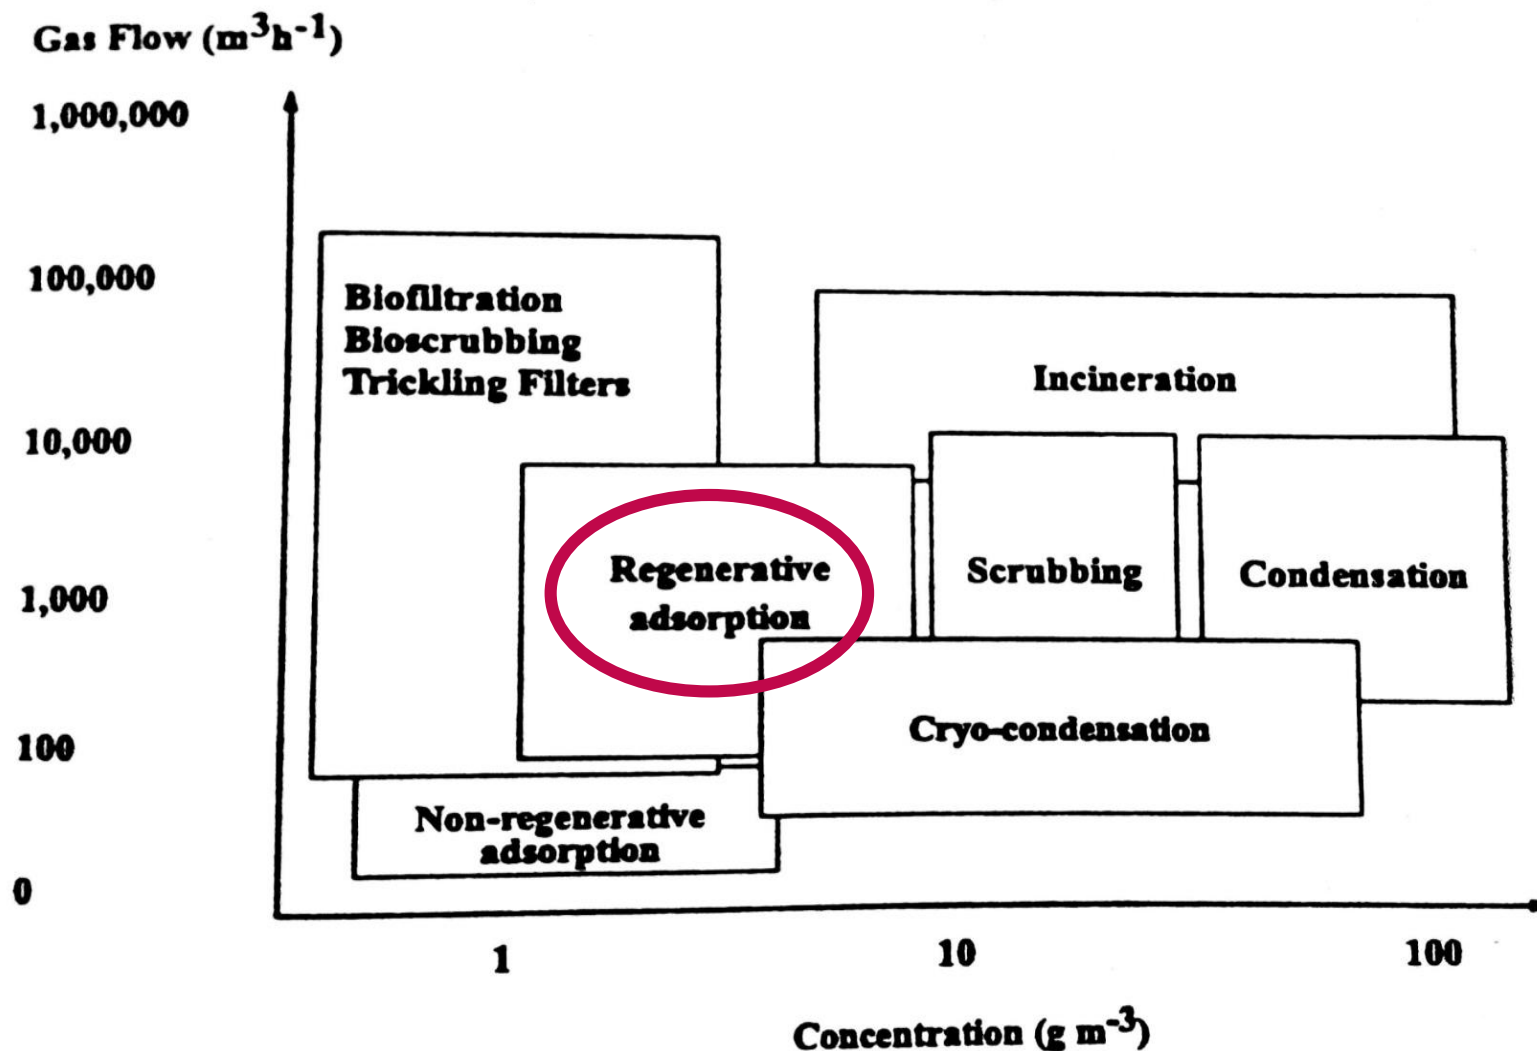 Gas Flow (m³h⁻¹)
1,000,000
100,000
10,000
1,000
100
0
Biofiltration
Bioscrubbing
Trickling Filters
Incineration
Regenerative
adsorption
Scrubbing
Condensation
Cryo-condensation
Non-regenerative
adsorption
1
10
100
Concentration (g m⁻³)